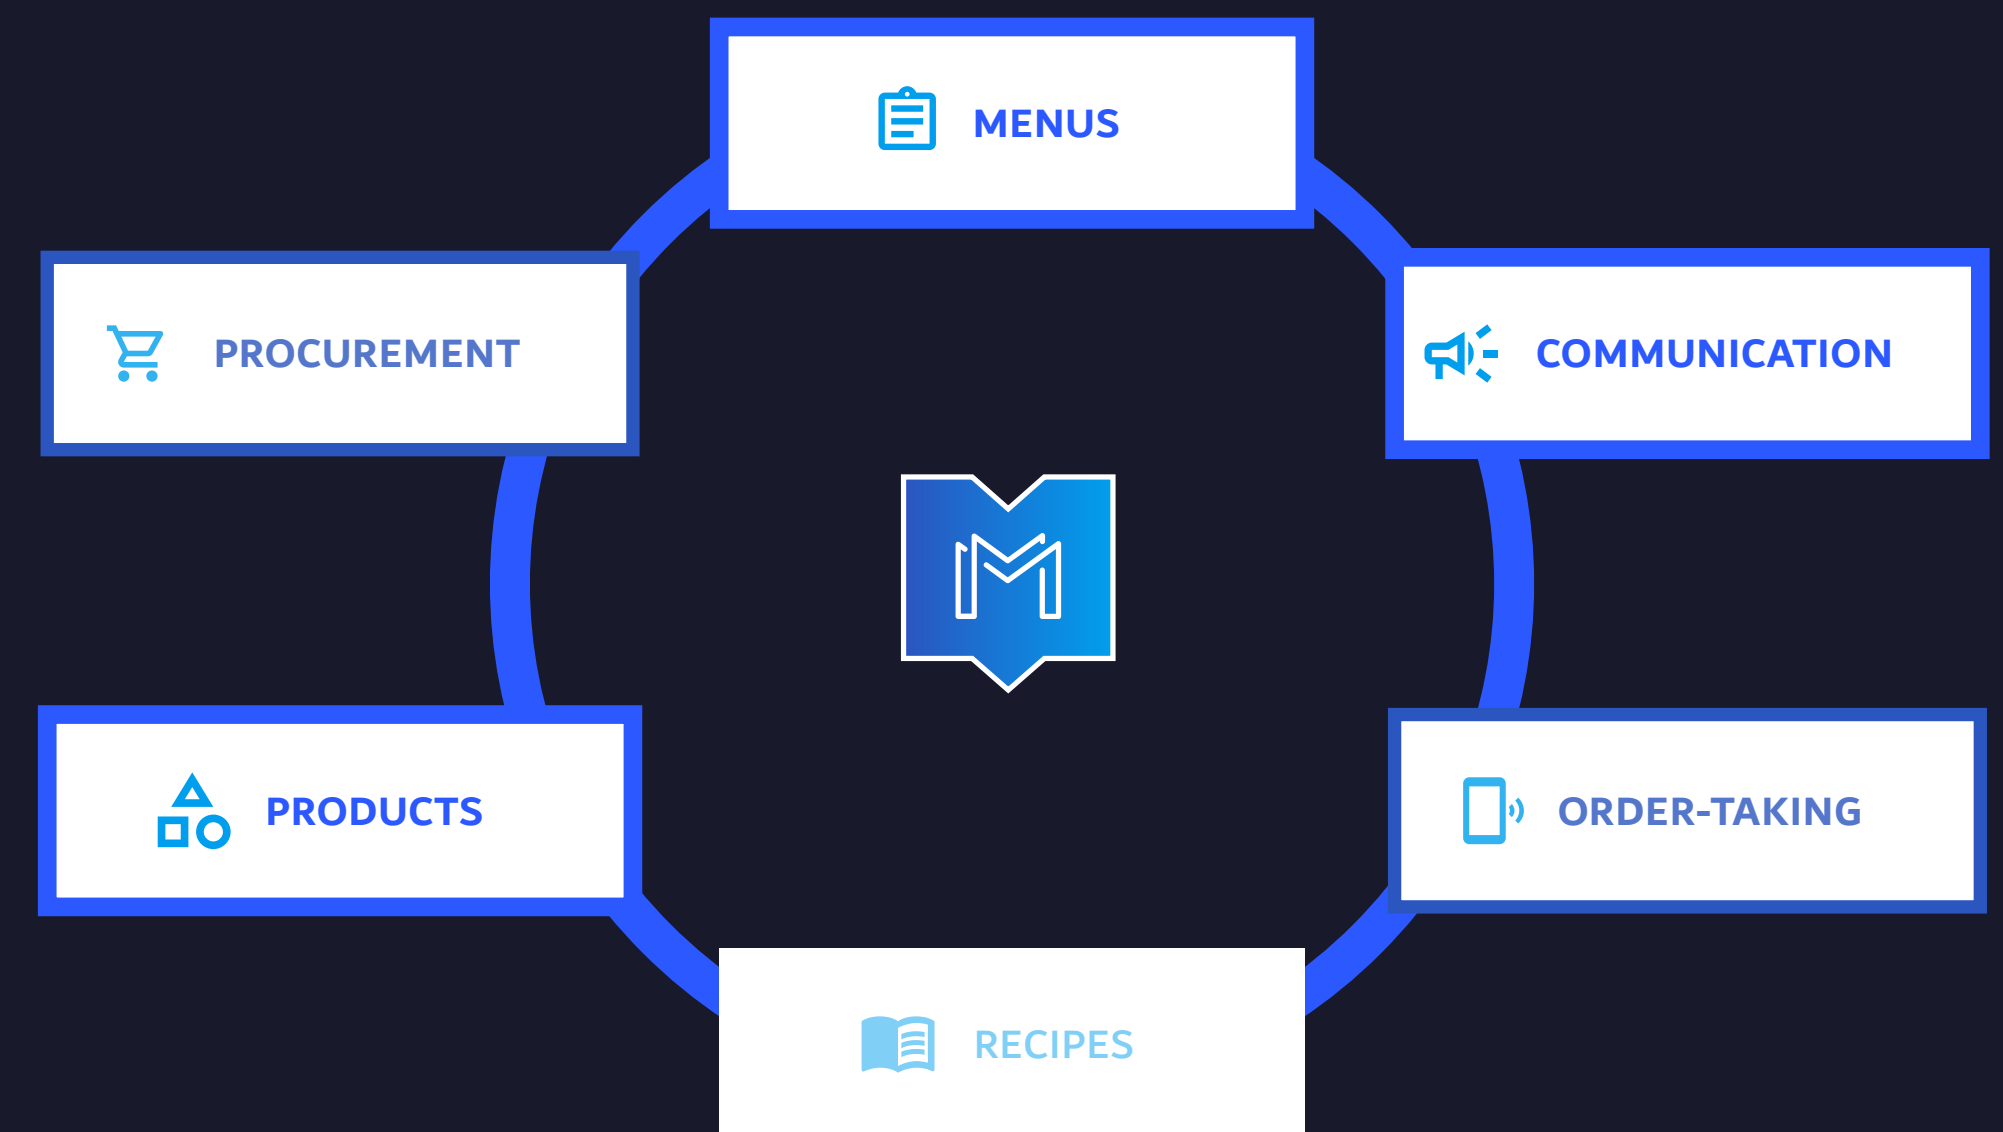 MENUS
PROCUREMENT
COMMUNICATION
M
PRODUCTS
ORDER-TAKING
RECIPES